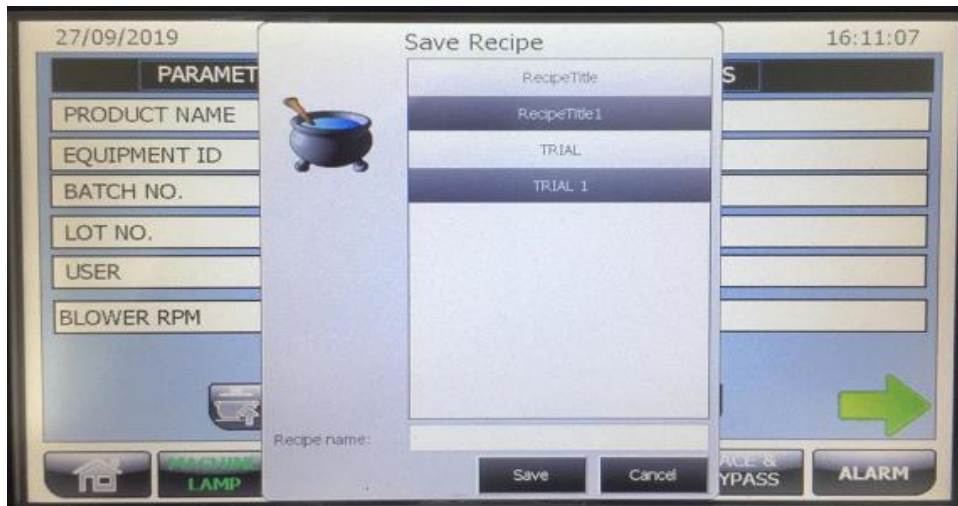 27/09/2019
Save Recipe
16:11:07
PARAMET
S
RecipeTitle
RecipeTitle1
TRIAL
TRIAL 1
PRODUCT NAME
EQUIPMENT ID
BATCH NO.
LOT NO.
USER
BLOWER RPM
Recipe name:
Save
Cancel
MACHINE
LAMP
ACE &
YPASS
ALARM